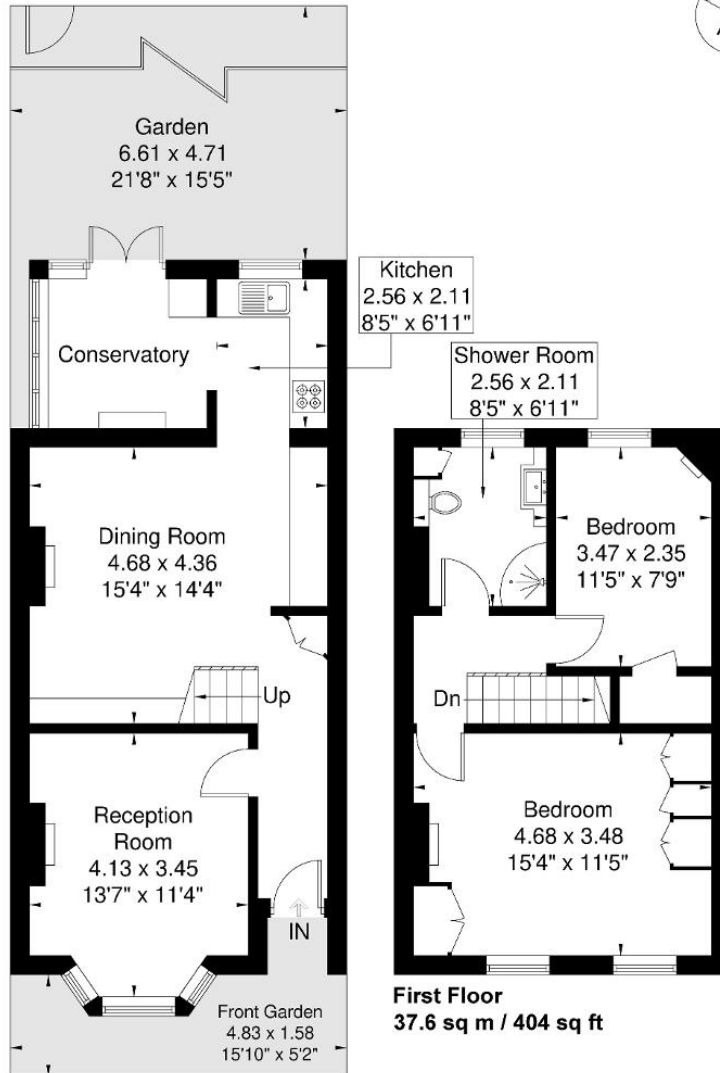 Garden
6.61 x 4.71
21'8" x 15'5"
Kitchen
2.56 x 2.11
8'5" x 6'11"
Conservatory
Shower Room
2.56 x 2.11
8'5" x 6'11"
Dining Room
4.68 x 4.36
15'4" x 14'4"
Bedroom
3.47 x 2.35
11'5" x 7'9"
Up
Dn
Reception
Room
4.13 x 3.45
13'7" x 11'4"
Bedroom
4.68 x 3.48
15'4" x 11'5"
IN
Front Garden
4.83 x 1.58
15'10" x 5'2"
First Floor
37.6 sq m / 404 sq ft